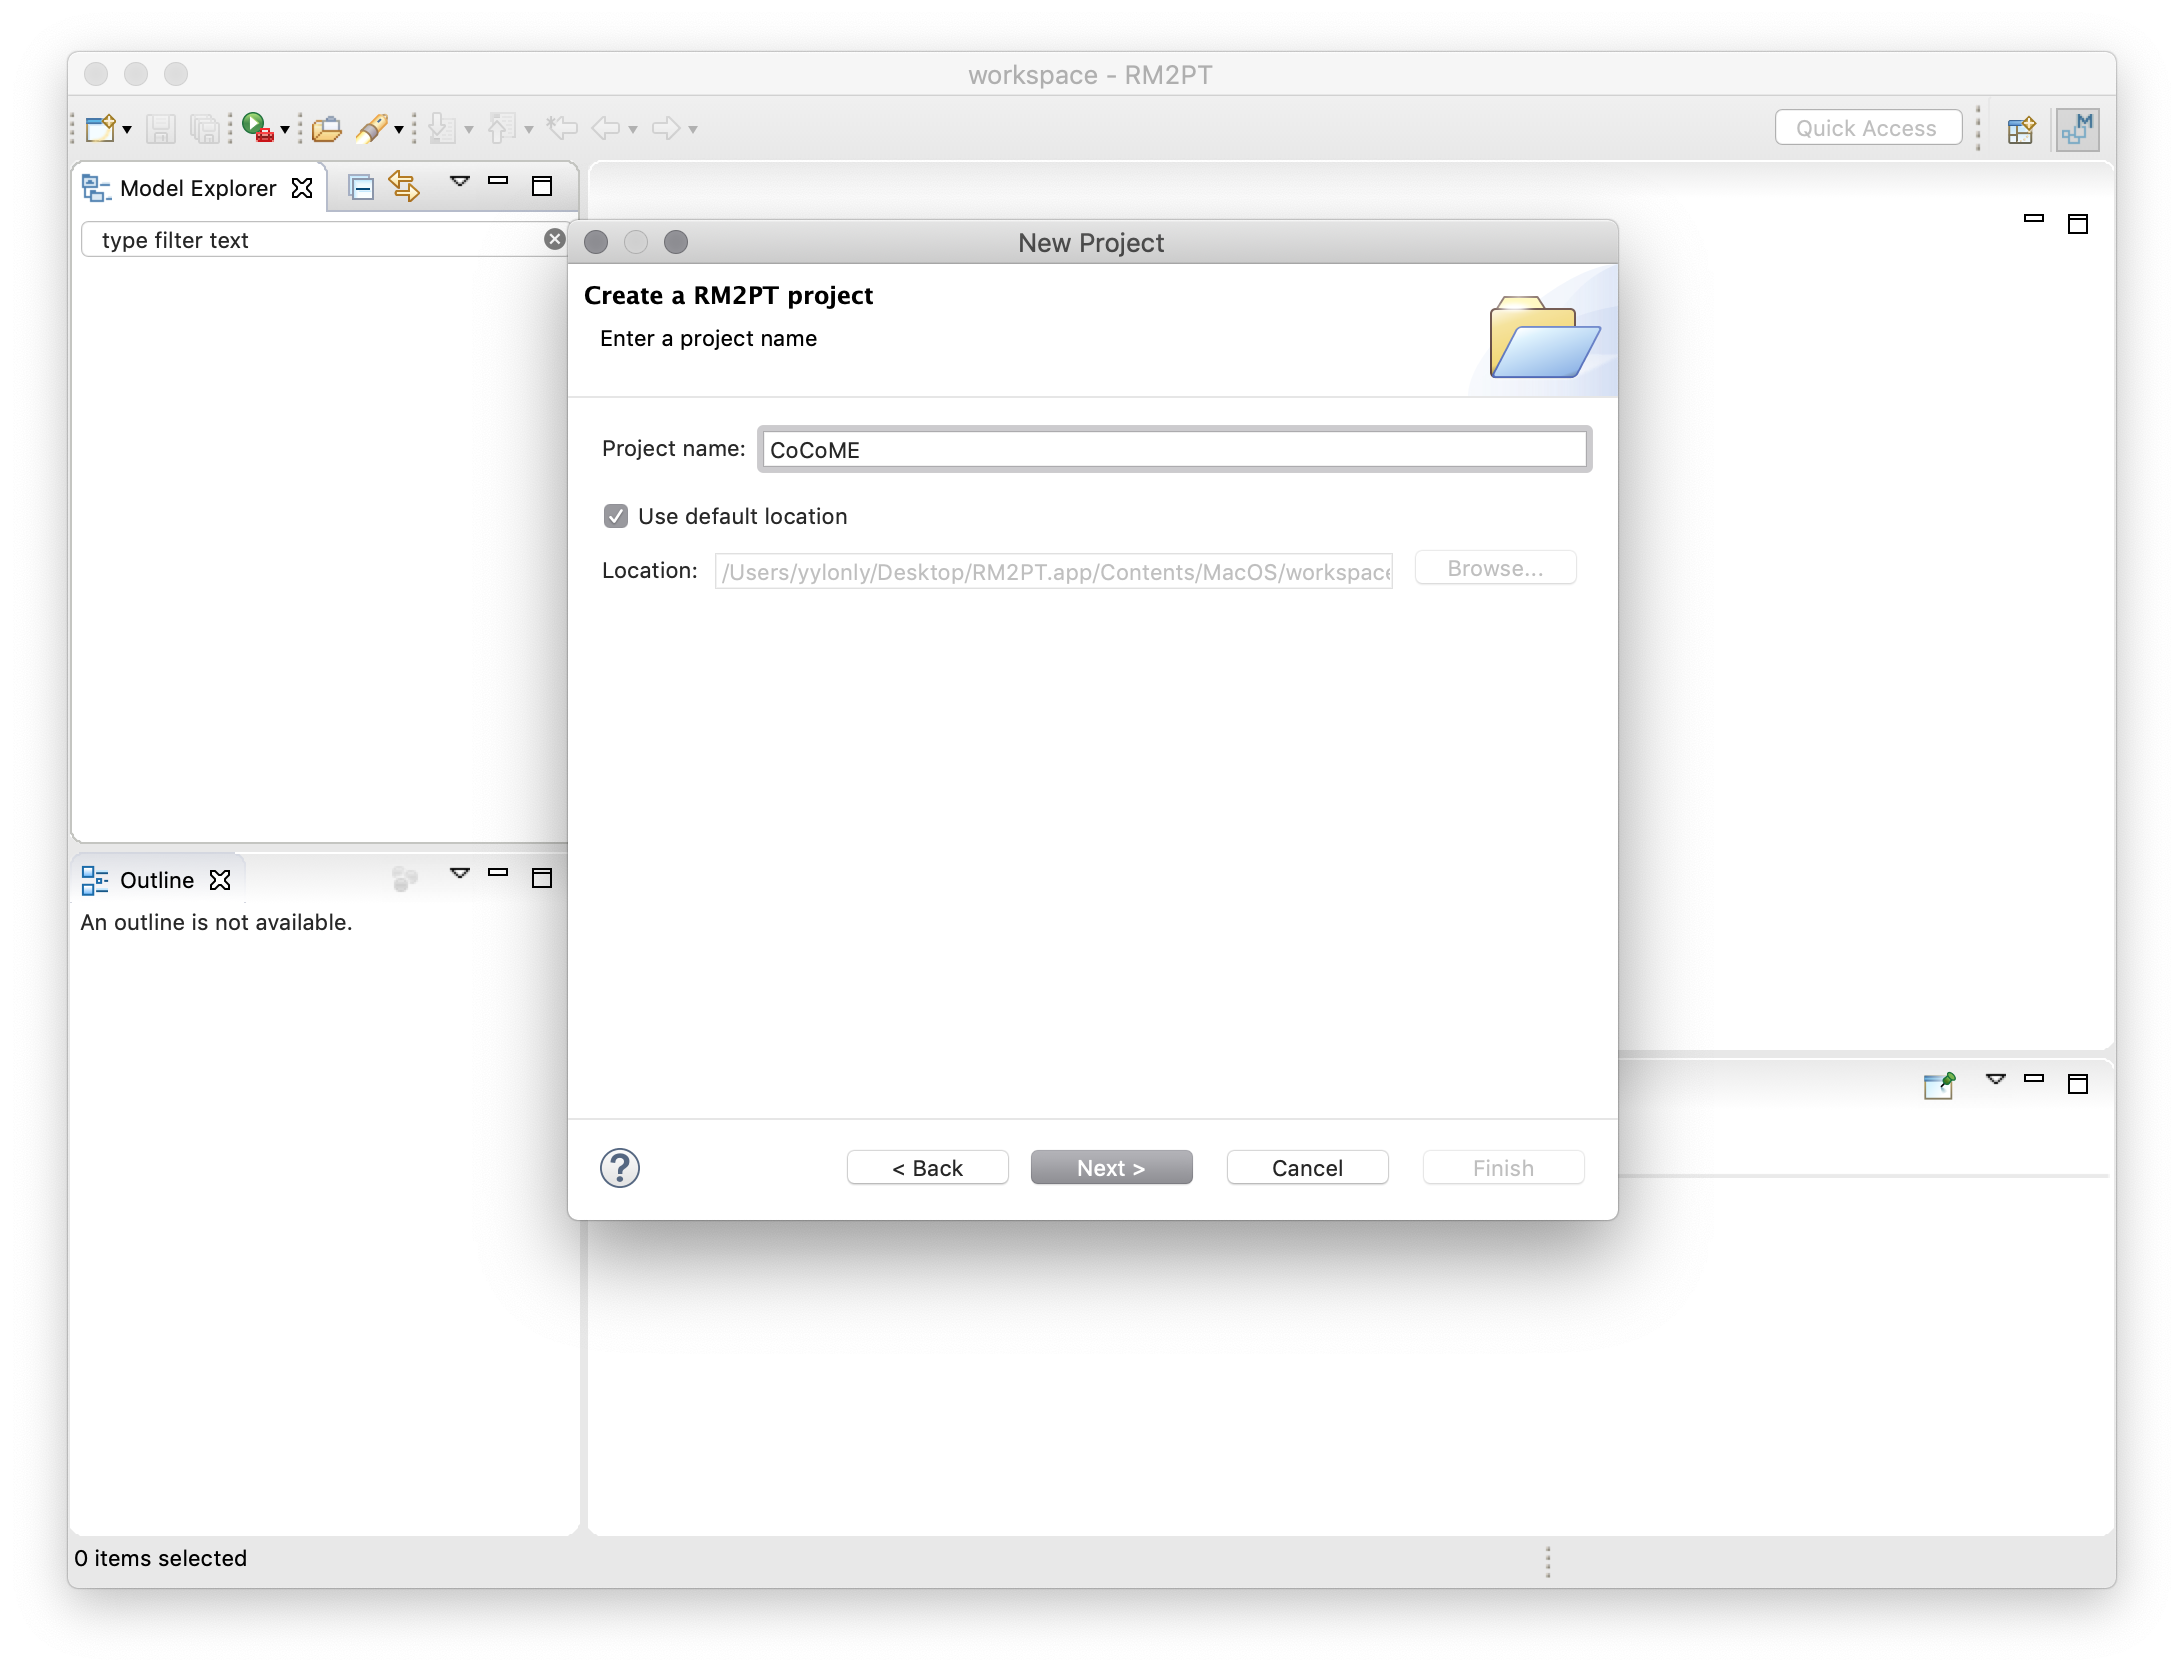 workspace - RM2PT
Quick Access
M
Model Explorer
type filter text
New Project
Create a RM2PT project
Enter a project name
Project name: CoCoME
Use default location
Location: /Users/yylonly/Desktop/RM2PT.app/Contents/MacOS/workspace Browse...
Outline
An outline is not available.
? < Back Next > Cancel Finish
0 items selected